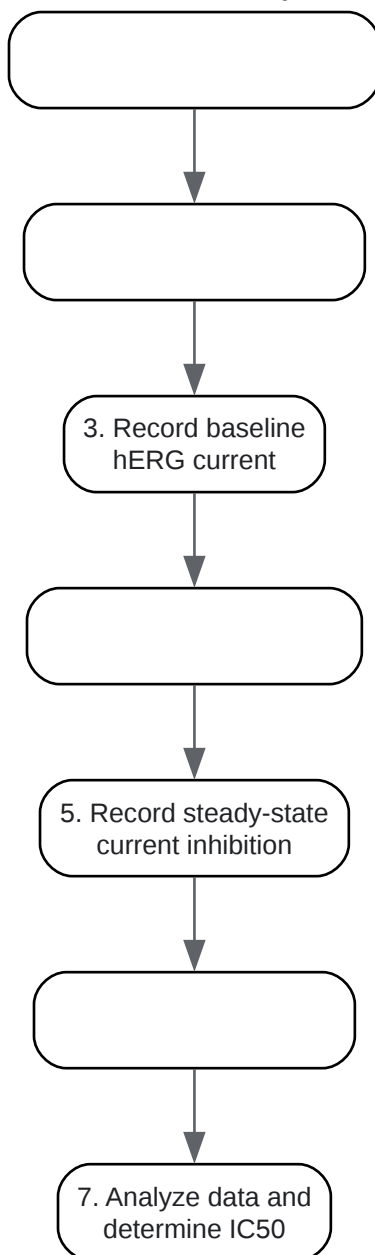 3. Record baseline
hERG current
5. Record steady-state
current inhibition
7. Analyze data and
determine IC50